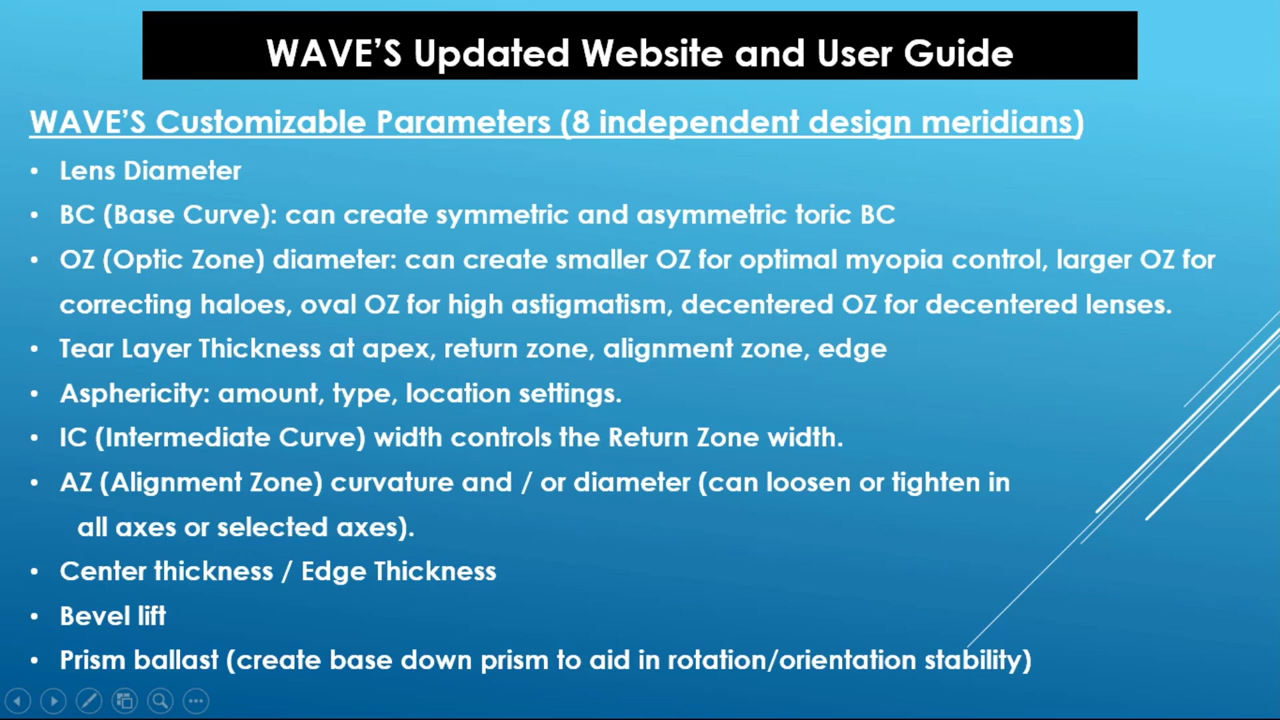 WAVE'S Updated Website and User Guide
WAVE'S Customizable Parameters (8 independent design meridians)
• Lens Diameter
• BC (Base Curve): can create symmetric and asymmetric toric BC
• OZ (Optic Zone) diameter: can create smaller OZ for optimal myopia control, larger OZ for
correcting haloes, oval OZ for high astigmatism, decentered OZ for decentered lenses.
• Tear Layer Thickness at apex, return zone, alignment zone, edge
• Asphericity: amount, type, location settings.
• IC (Intermediate Curve) width controls the Return Zone width.
• AZ (Alignment Zone) curvature and / or diameter (can loosen or tighten in
all axes or selected axes).
• Center thickness / Edge Thickness
• Bevel lift
• Prism ballast (create base down prism to aid in rotation/orientation stability)